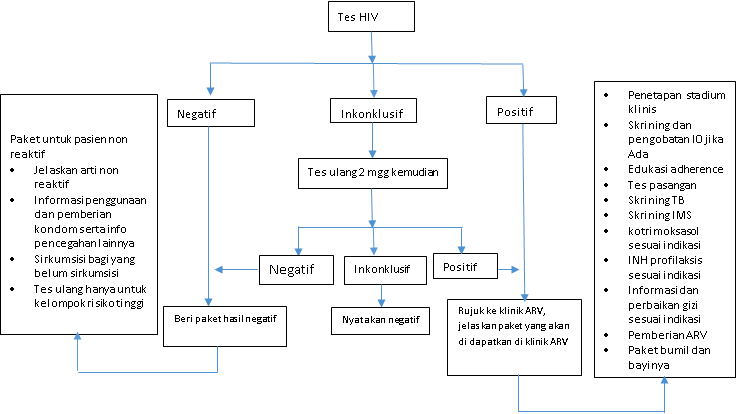 Tes HIV
Negatif
Inkonklusif
Positif
Tes ulang 2 mgg kemudian
Negatif
Inkonklusif
Positif
Beri paket hasil negatif
Nyatakan negatif
Rujuk ke klinik ARV,
jelaskan paket yang akan
di dapatkan di klinik ARV
Paket untuk pasien non
reaktif
• Jelaskan arti non
reaktif
• Informasi penggunaan
dan pemberian
kondom serta info
pencegahan lainnya
• Sirkumsisi bagi yang
belum sirkumsisi
• Tes ulang hanya untuk
kelompok risiko tinggi
• Penetapan stadium
klinis
• Skrining dan
pengobatan IO jika
Ada
• Edukasi adherence
• Tes pasangan
• Skrining TB
• Skrining IMS
• kotrimoksasol
sesuai indikasi
• INH profilaksis
sesuai indikasi
• Informasi dan
perbaikan gizi
sesuai indikasi
• Pemberian ARV
• Paket bumil dan
bayinya